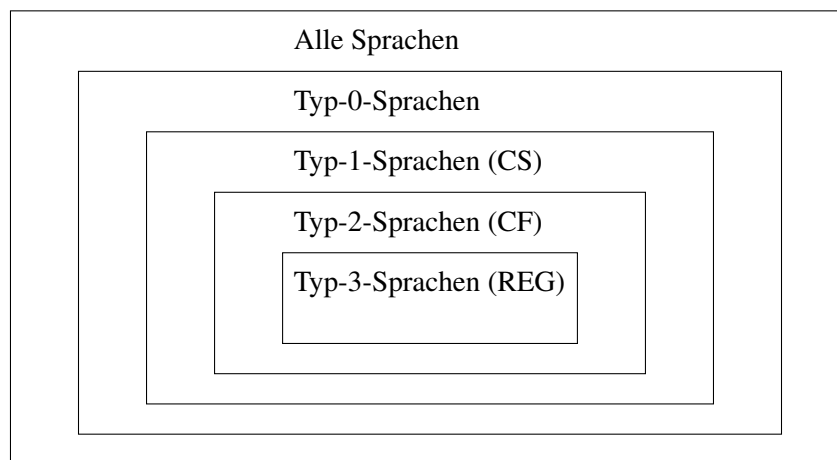 Alle Sprachen
Typ-0-Sprachen
Typ-1-Sprachen (CS)
Typ-2-Sprachen (CF)
Typ-3-Sprachen (REG)